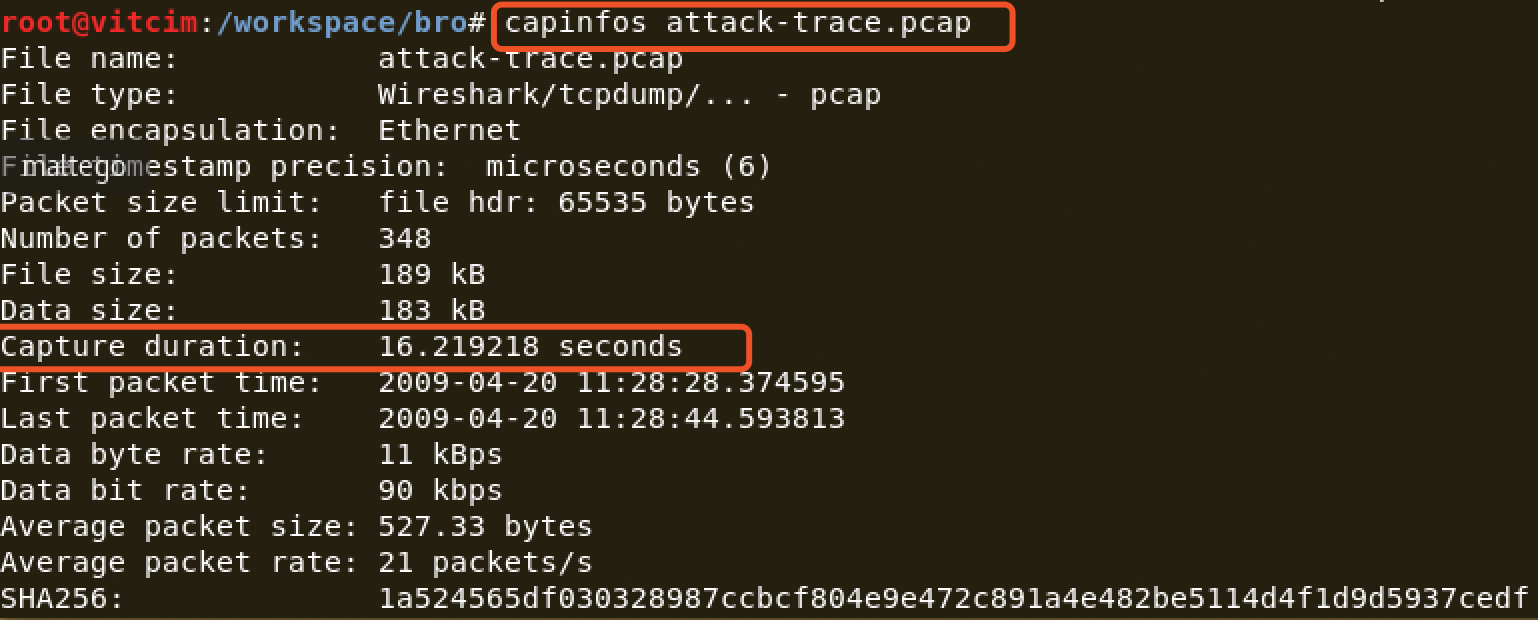 root@vitcim:/workspace/bro# capinfos attack-trace.pcap
File name: attack-trace.pcap
File type: Wireshark/tcpdump/... - pcap
File encapsulation: Ethernet
File timestamp precision: microseconds (6)
maltego
Packet size limit: file hdr: 65535 bytes
Number of packets: 348
File size: 189 kB
Data size: 183 kB
Capture duration: 16.219218 seconds
First packet time: 2009-04-20 11:28:28.374595
Last packet time: 2009-04-20 11:28:44.593813
Data byte rate: 11 kBps
Data bit rate: 90 kbps
Average packet size: 527.33 bytes
Average packet rate: 21 packets/s
SHA256: 1a524565df030328987ccbcf804e9e472c891a4e482be5114d4f1d9d5937cedf